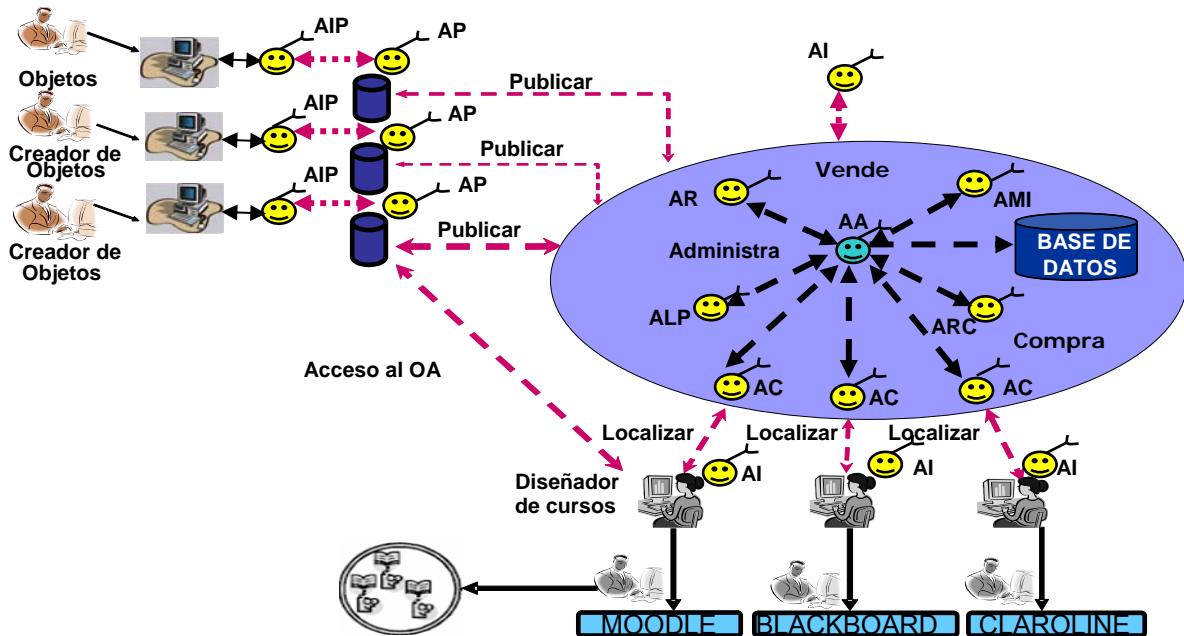 AIP
AP
Objetos
Publicar
AIP
AP
Creador de
Objetos
Publicar
AIP
AP
Creador de
Objetos
Publicar
AI
Vende
AR
AMI
AA
Administra
BASE DE
DATOS
ALP
ARC
Compra
AC
AC
AC
Acceso al OA
Localizar
Localizar
Localizar
AI
AI
AI
Diseñador
de cursos
MOODLE
BLACKBOARD
CLAROLINE